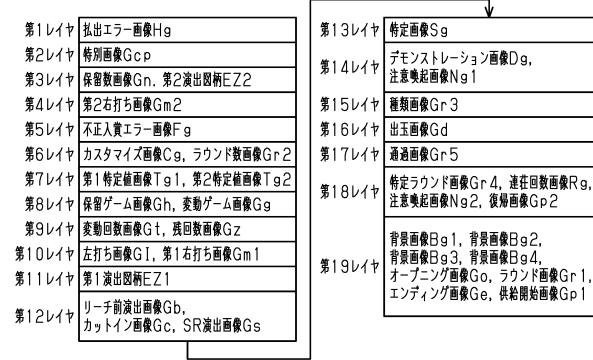 第1レイヤ 払出エラー画像Hg
第2レイヤ 特別画像Gcp
第3レイヤ 保留数画像Gn. 第2演出図柄EZ2
第4レイヤ 第2右打ち画像Gm2
第5レイヤ 不正入賞エラー画像Fg
第6レイヤ カスタマイズ画像Cg, ラウンド数画像Gr2
第7レイヤ 第1特定値画像Tg1, 第2特定値画像Tg2
第8レイヤ 保留ゲーム画像Gh, 変動ゲーム画像Gg
第9レイヤ 変動回数画像Gt, 残回数画像Gz
第10レイヤ 左打ち画像GI, 第1右打ち画像Gm1
第11レイヤ 第1演出図柄EZ1
第12レイヤ リーチ前演出画像Gb,
カットイン画像Gc, SR演出画像Gs
第13レイヤ 特定画像Sg
第14レイヤ デモンストレーション画像Dg,
注意喚起画像Ng1
第15レイヤ 種類画像Gr3
第16レイヤ 出玉画像Gd
第17レイヤ 通過画像Gr5
第18レイヤ 特定ラウンド画像Gr4, 連荘回数画像Rg,
注意喚起画像Ng2, 復帰画像Gp2
第19レイヤ 背景画像Bg1, 背景画像Bg2,
背景画像Bg3, 背景画像Bg4,
オープニング画像Go, ラウンド画像Gr1,
エンディング画像Ge, 供給開始画像Gp1